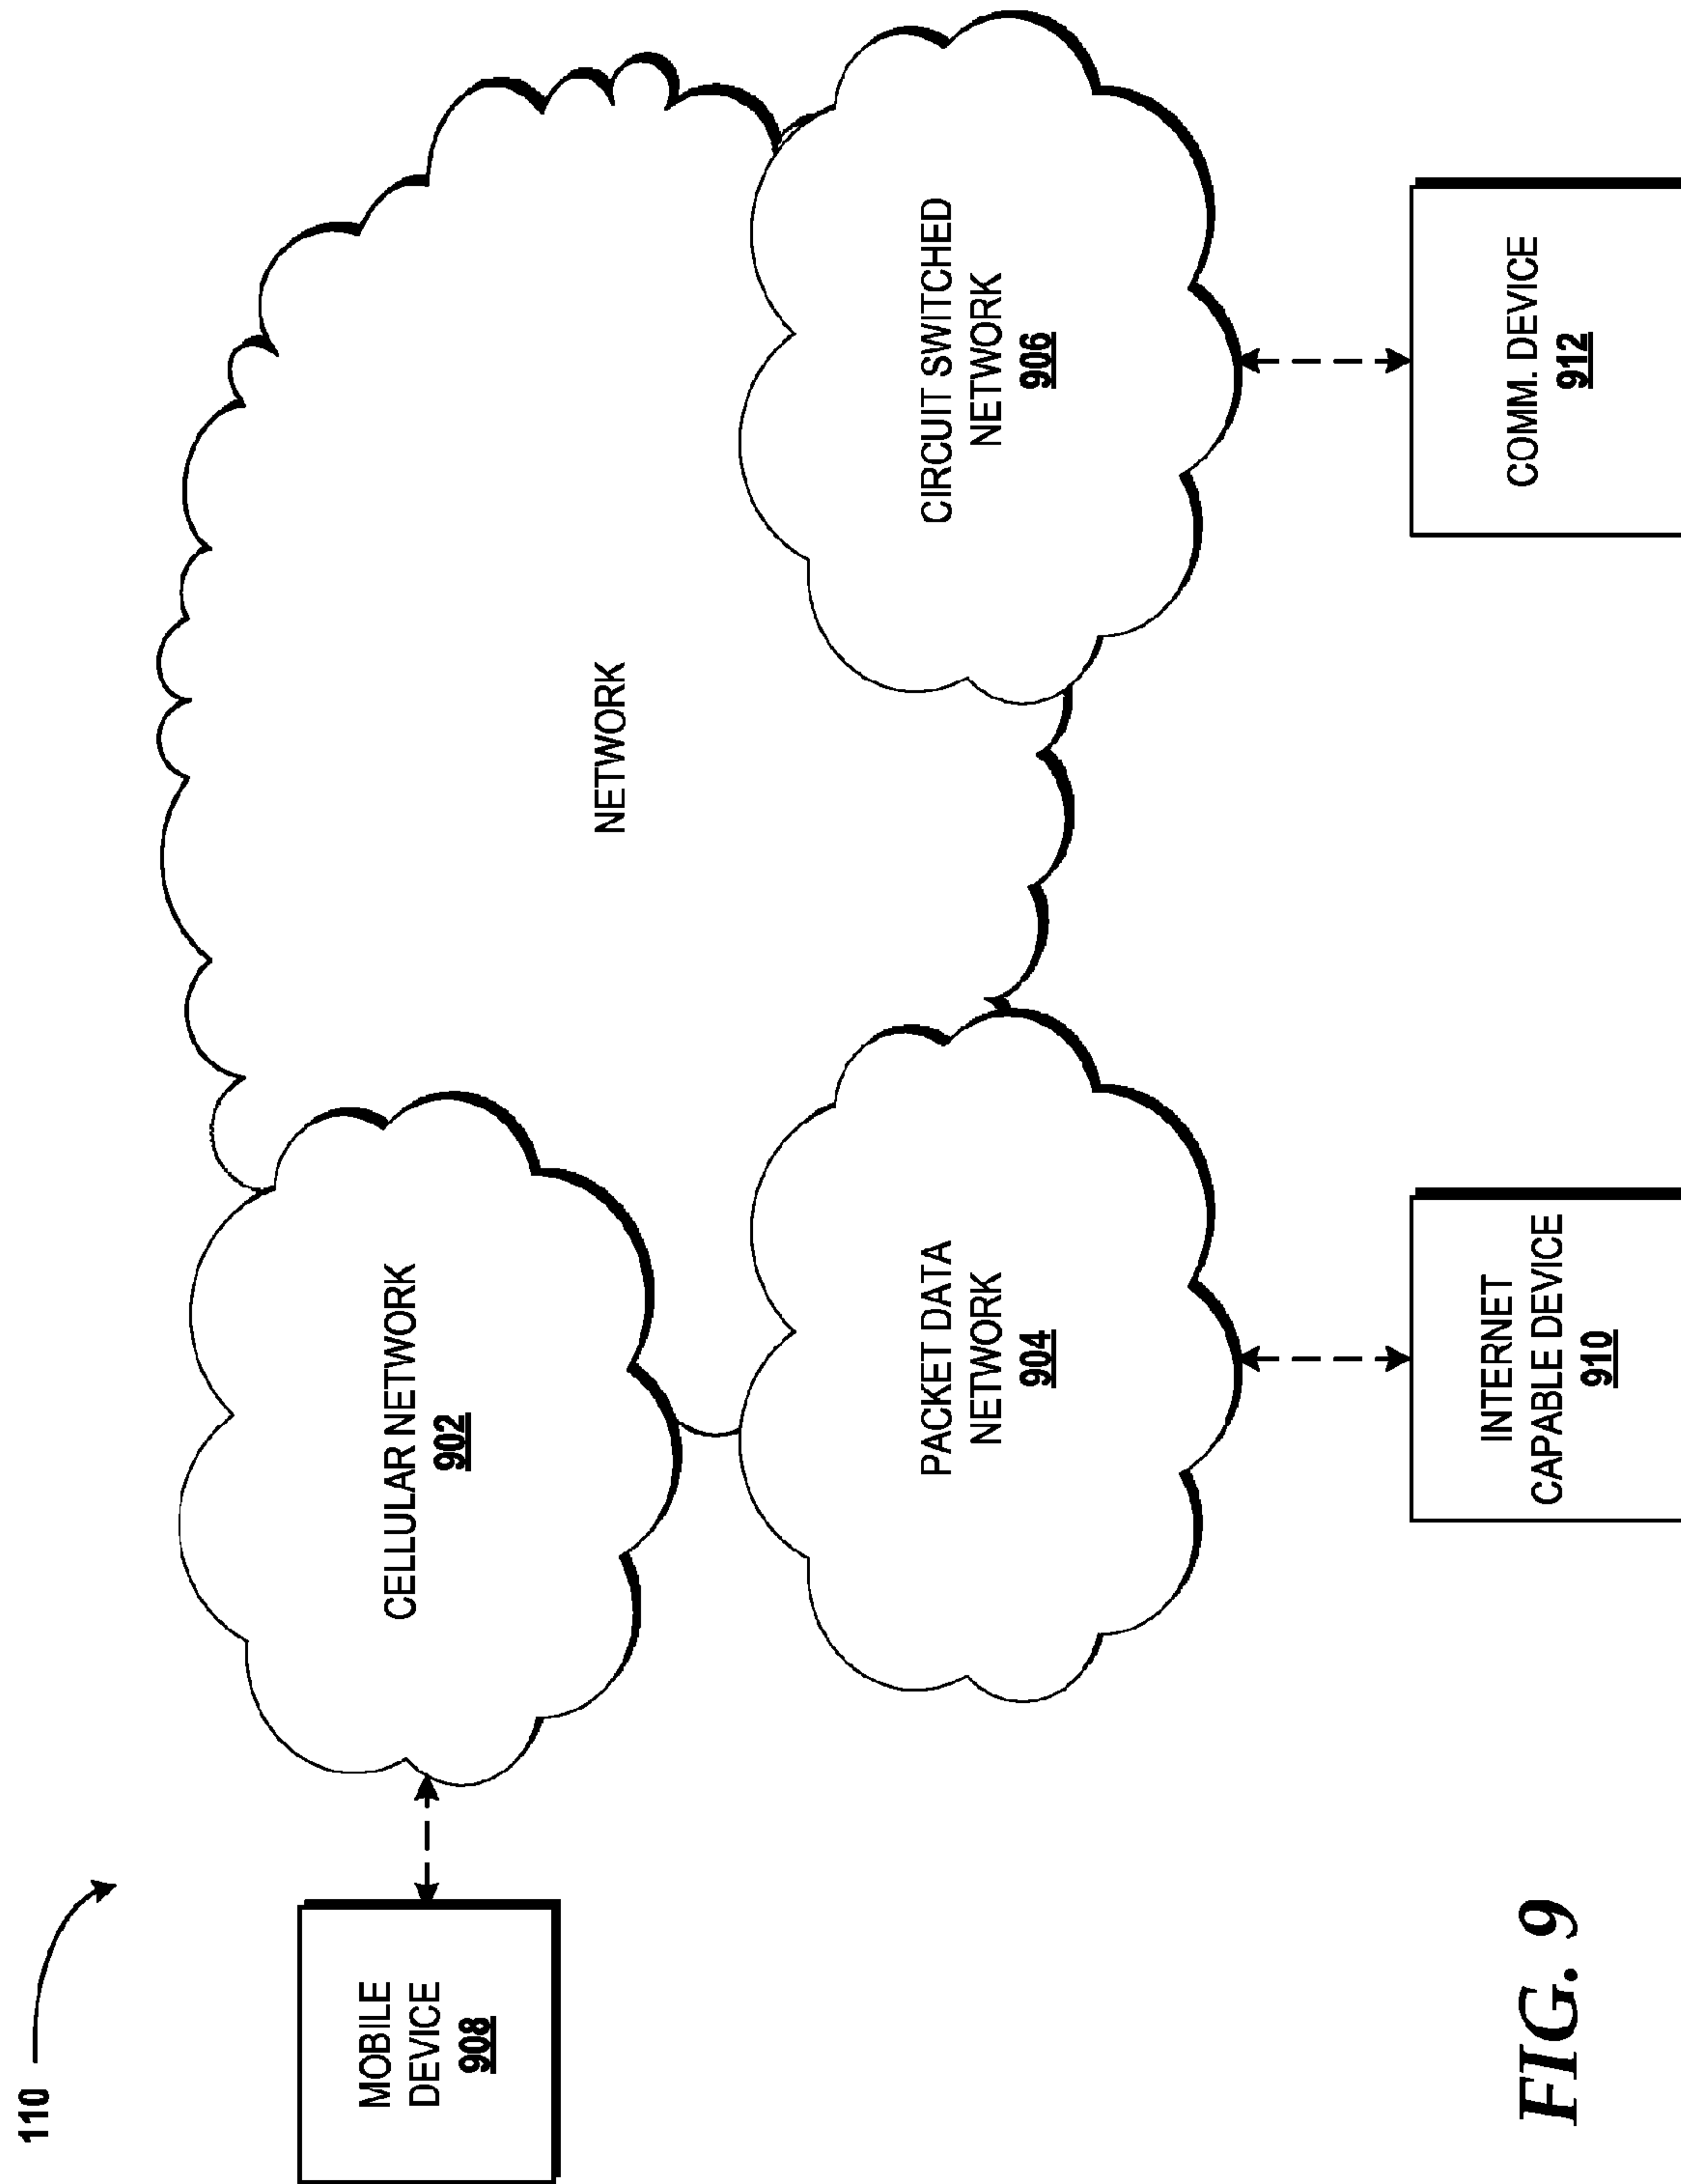 110
MOBILE
DEVICE
908
CELLULAR NETWORK
902
NETWORK
PACKET DATA
NETWORK
904
CIRCUIT SWITCHED
NETWORK
906
INTERNET
CAPABLE DEVICE
910
COMM. DEVICE
912
FIG. 9